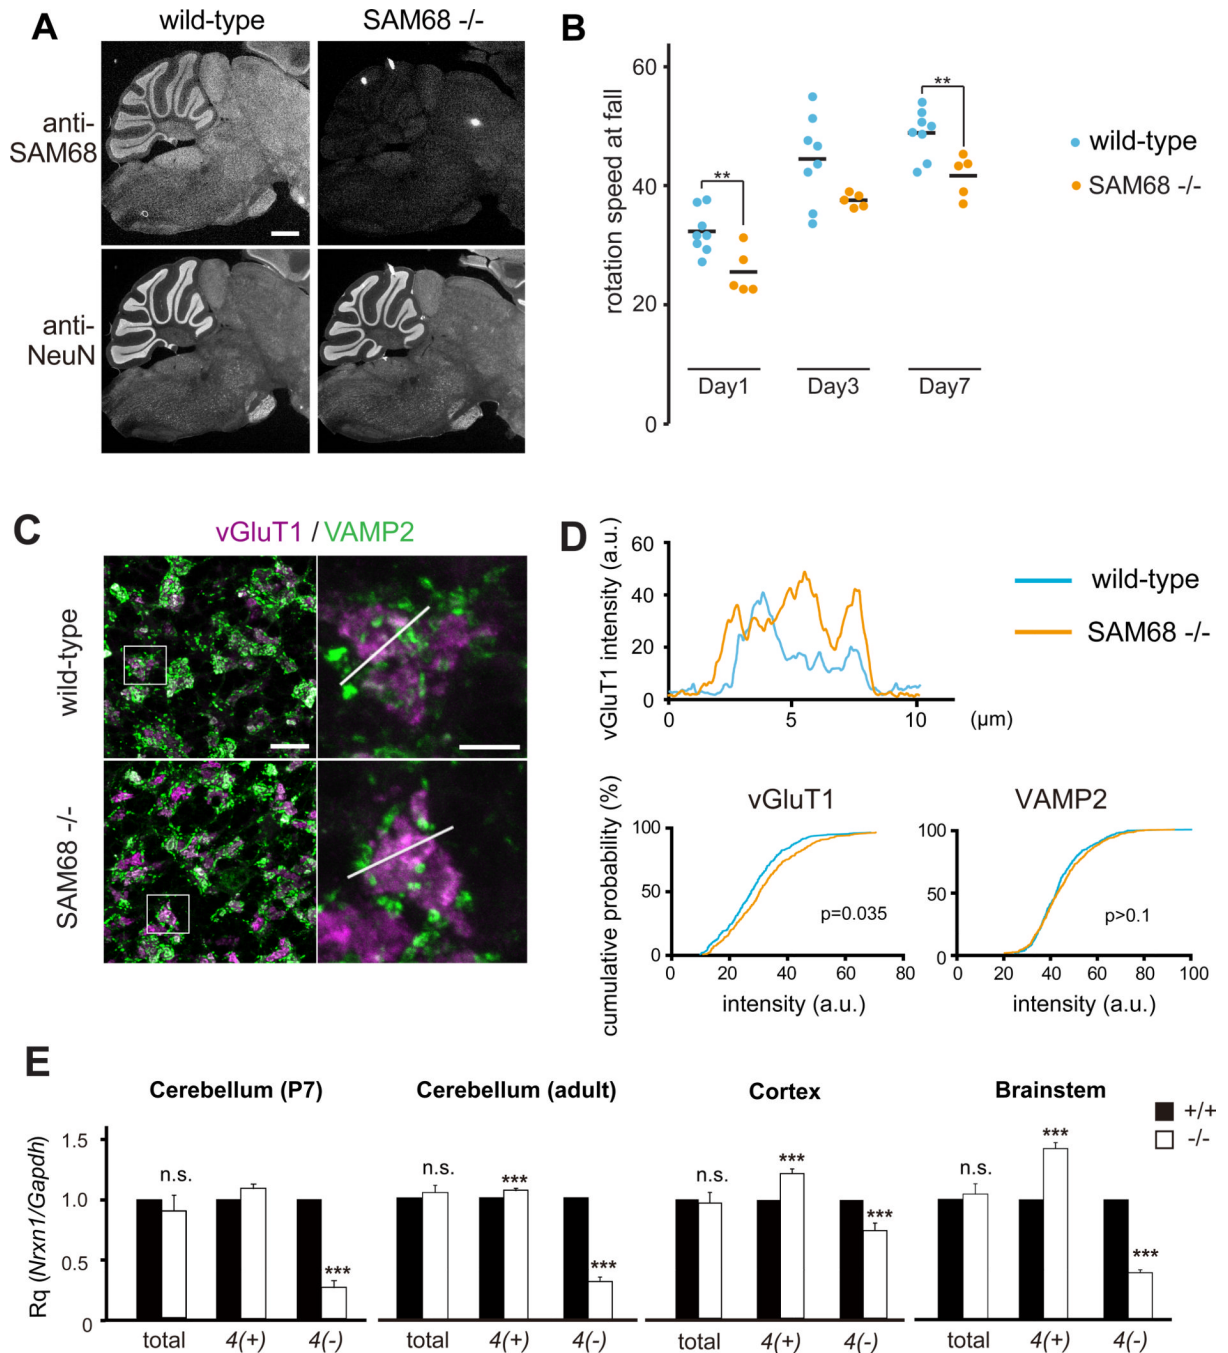 A
wild-type
SAM68 -/-
anti-
SAM68
anti-
NeuN
B
rotation speed at fall
60
40
20
0
**
**
Day1
Day3
Day7
wild-type
SAM68 -/-
C
vGluT1 / VAMP2
wild-type
SAM68 -/-
D
vGluT1 intensity (a.u.)
60
40
20
0
0
5
10
(μm)
wild-type
SAM68 -/-
cumulative probability (%)
vGluT1
100
50
0
p=0.035
0
20
40
60
80
intensity (a.u.)
VAMP2
100
50
0
p>0.1
0
20
40
60
80
100
intensity (a.u.)
E
Cerebellum (P7)
Cerebellum (adult)
Cortex
Brainstem
+/+
-/-
Rq (Nrxn1/Gapdh)
1.5
1.0
0.5
0
n.s.
***
n.s.
***
***
n.s.
***
***
n.s.
***
***
total
4(+)
4(-)
total
4(+)
4(-)
total
4(+)
4(-)
total
4(+)
4(-)